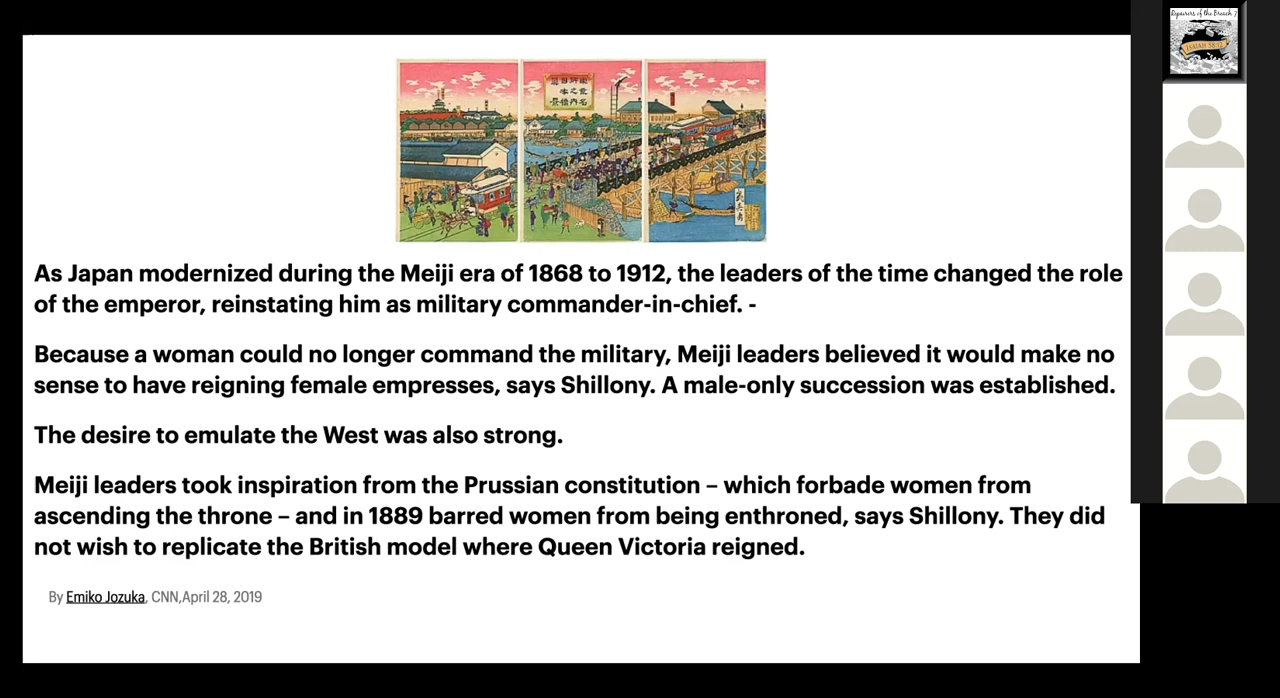 Repairers of the Breach 7
ISAIAH 58:12
As Japan modernized during the Meiji era of 1868 to 1912, the leaders of the time changed the role
of the emperor, reinstating him as military commander-in-chief. -
Because a woman could no longer command the military, Meiji leaders believed it would make no
sense to have reigning female empresses, says Shillony. A male-only succession was established.
The desire to emulate the West was also strong.
Meiji leaders took inspiration from the Prussian constitution – which forbade women from
ascending the throne – and in 1889 barred women from being enthroned, says Shillony. They did
not wish to replicate the British model where Queen Victoria reigned.
By Emiko Jozuka, CNN,April 28, 2019